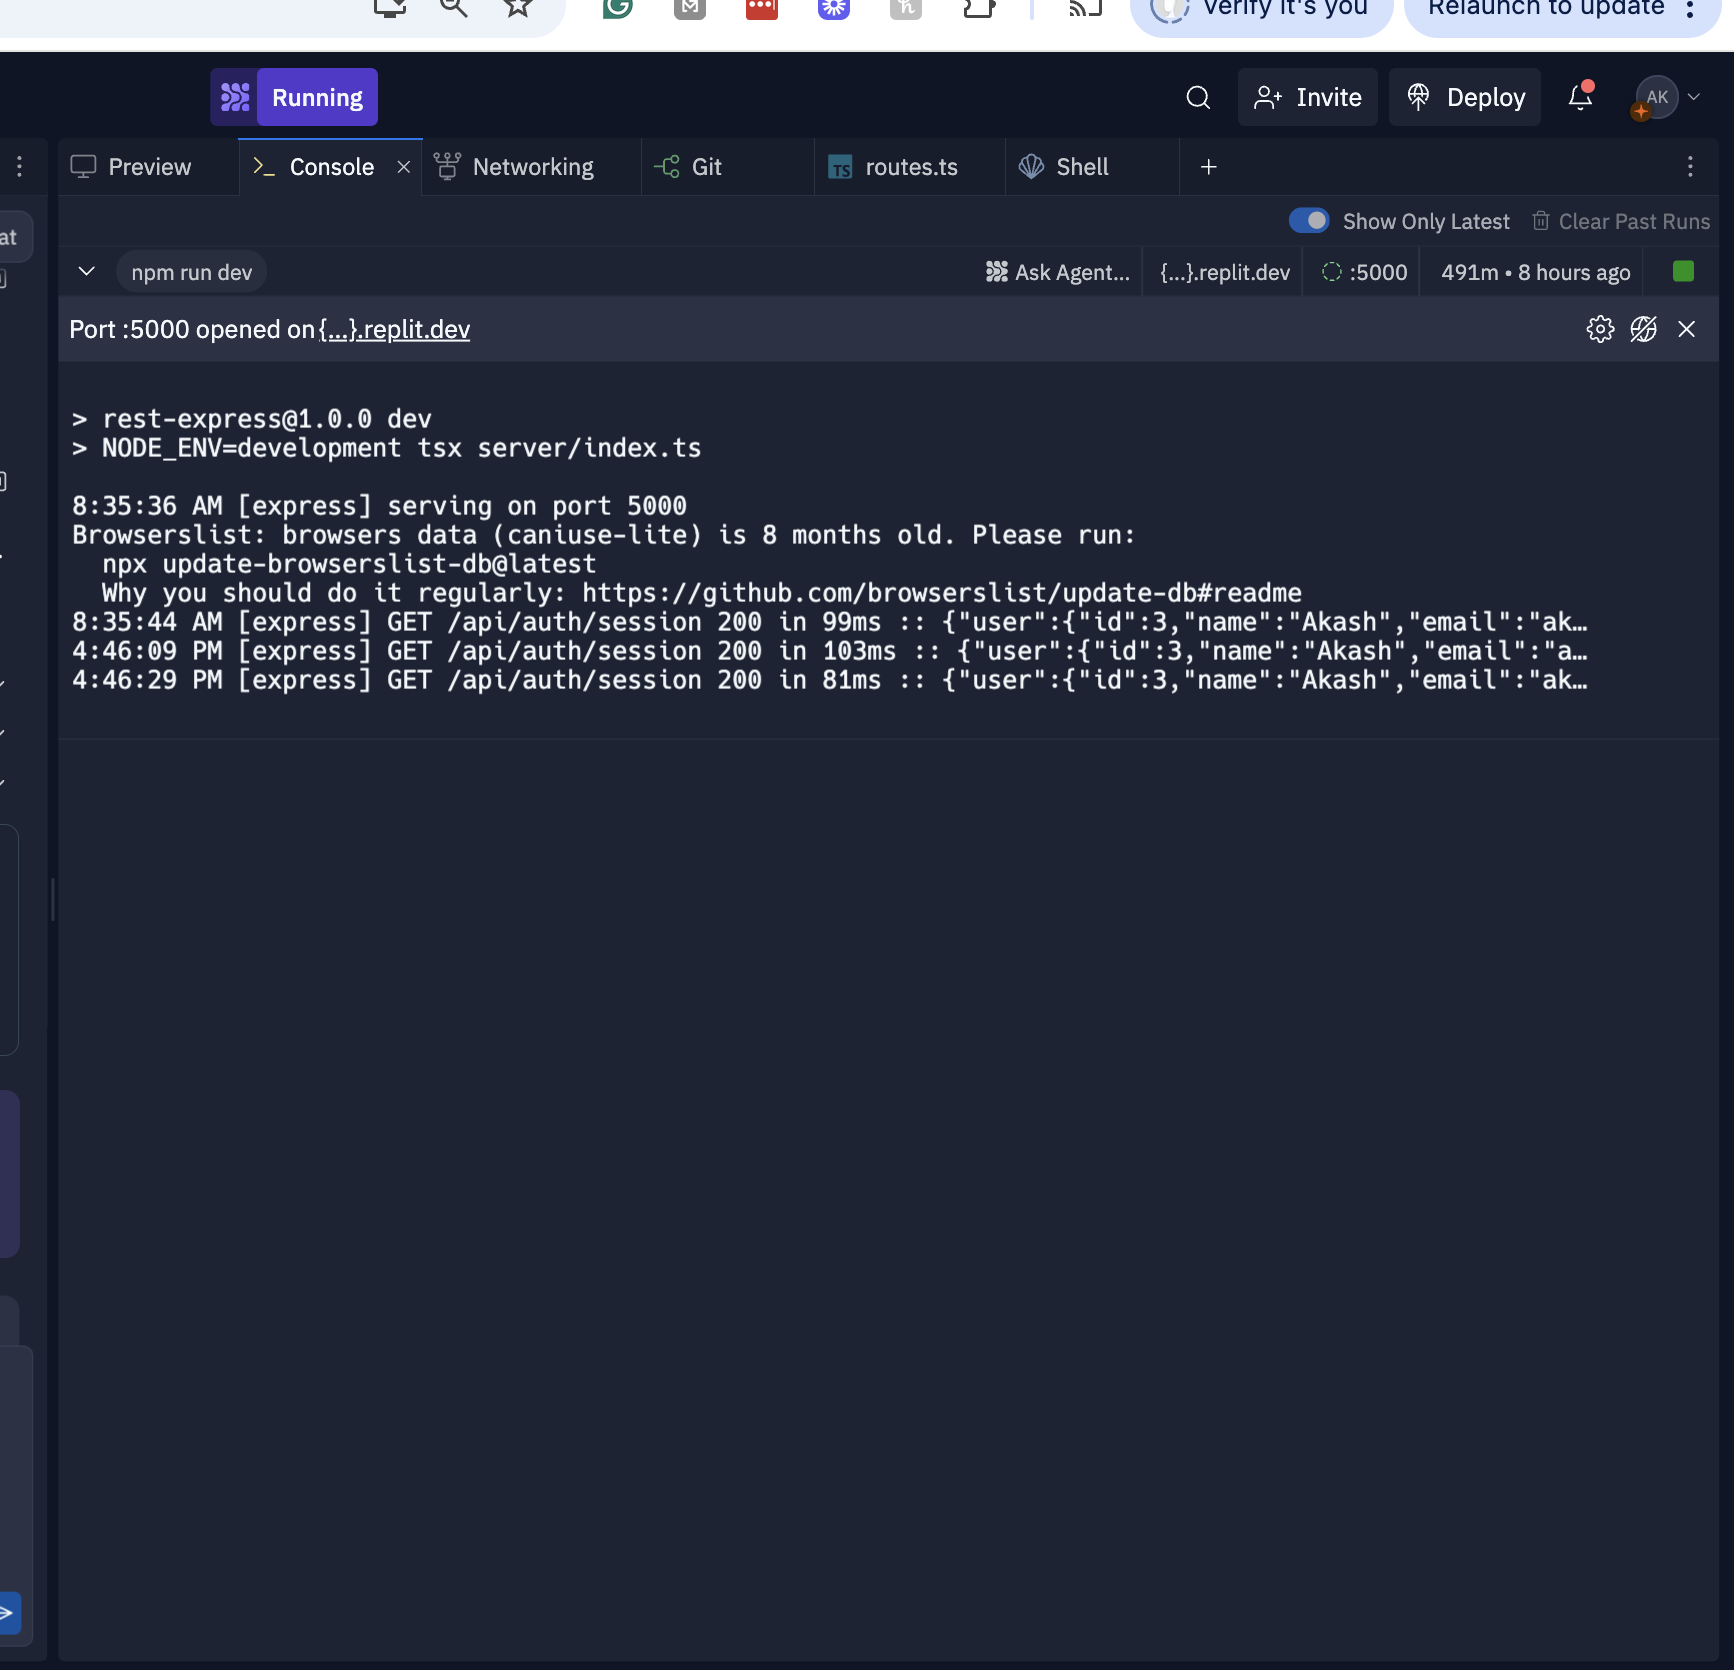 Verify it's you
Relaunch to update
Running
Invite
Deploy
AK
Preview
Console
Networking
Git
TS routes.ts
Shell
at
Show Only Latest
Clear Past Runs
npm run dev
Ask Agent...
{...}.replit.dev
:5000
491m • 8 hours ago
Port :5000 opened on {...}.replit.dev
> rest-express@1.0.0 dev
> NODE_ENV=development tsx server/index.ts
8:35:36 AM [express] serving on port 5000
Browserslist: browsers data (caniuse-lite) is 8 months old. Please run:
npx update-browserslist-db@latest
Why you should do it regularly: https://github.com/browserslist/update-db#readme
8:35:44 AM [express] GET /api/auth/session 200 in 99ms :: {"user":{"id":3,"name":"Akash","email":"ak…
4:46:09 PM [express] GET /api/auth/session 200 in 103ms :: {"user":{"id":3,"name":"Akash","email":"a…
4:46:29 PM [express] GET /api/auth/session 200 in 81ms :: {"user":{"id":3,"name":"Akash","email":"ak…